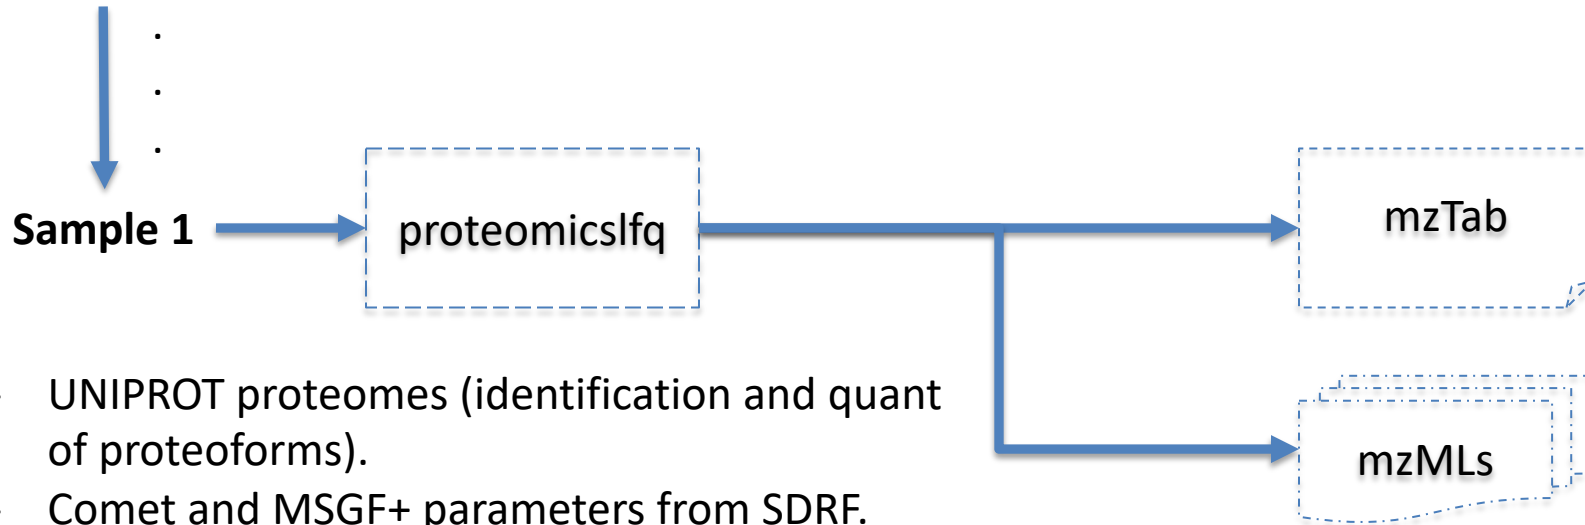 .
.
.
Sample 1
proteomicslfq
mzTab
- UNIPROT proteomes (identification and quant
of proteoforms).
mzMLs
- Comet and MSGF+ parameters from SDRF.